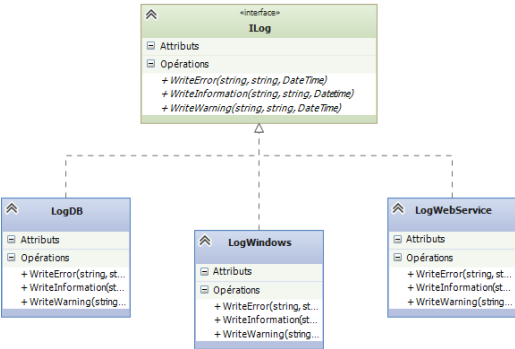 «interface»
ILog
Attributs
Opérations
+ WriteError(string, string, DateTime)
+ WriteInformation(string, string, Datetime)
+ WriteWarning(string, string, DateTime)
LogDB
Attributs
Opérations
+ WriteError(string, st...
+ WriteInformation(st...
+ WriteWarning(string...
LogWindows
Attributs
Opérations
+ WriteError(string, st...
+ WriteInformation(st...
+ WriteWarning(string...
LogWebService
Attributs
Opérations
+ WriteError(string, st...
+ WriteInformation(st...
+ WriteWarning(string...